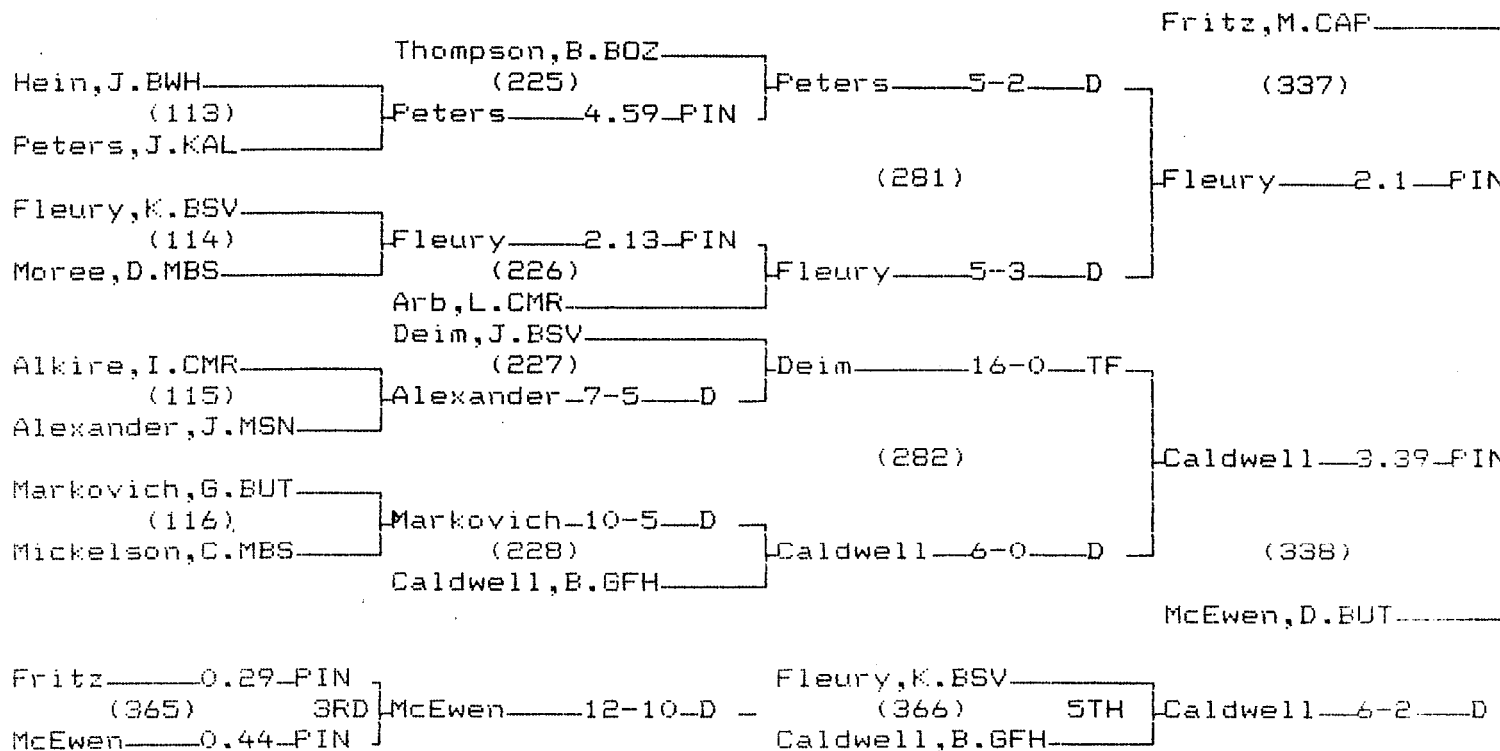 Fritz,M.CAP
Thompson,B.BOZ
Hein,J.BWH (225) Peters 5-2 D (337)
(113) Peters 4.59 PIN
Peters,J.KAL
(281) Fleury 2.1 PIN
Fleury,K.BSV
(114) Fleury 2.13 PIN
Moree,D.MBS (226) Fleury 5-3 D
Arb,L.CMR
Deim,J.BSV
Alkire,I.CMR (227) Deim 16-0 TF
(115) Alexander 7-5 D
Alexander,J.MSN
(282) Caldwell 3.39 PIN
Markovich,G.BUT
(116) Markovich 10-5 D
Mickelson,C.MBS (228) Caldwell 6-0 D (338)
Caldwell,B.GFH
McEwen,D.BUT
Fritz 0.29 PIN Fleury,K.BSV
(365) 3RD McEwen 12-10 D (366) 5TH Caldwell 6-2 D
McEwen 0.44 PIN Caldwell,B.GFH